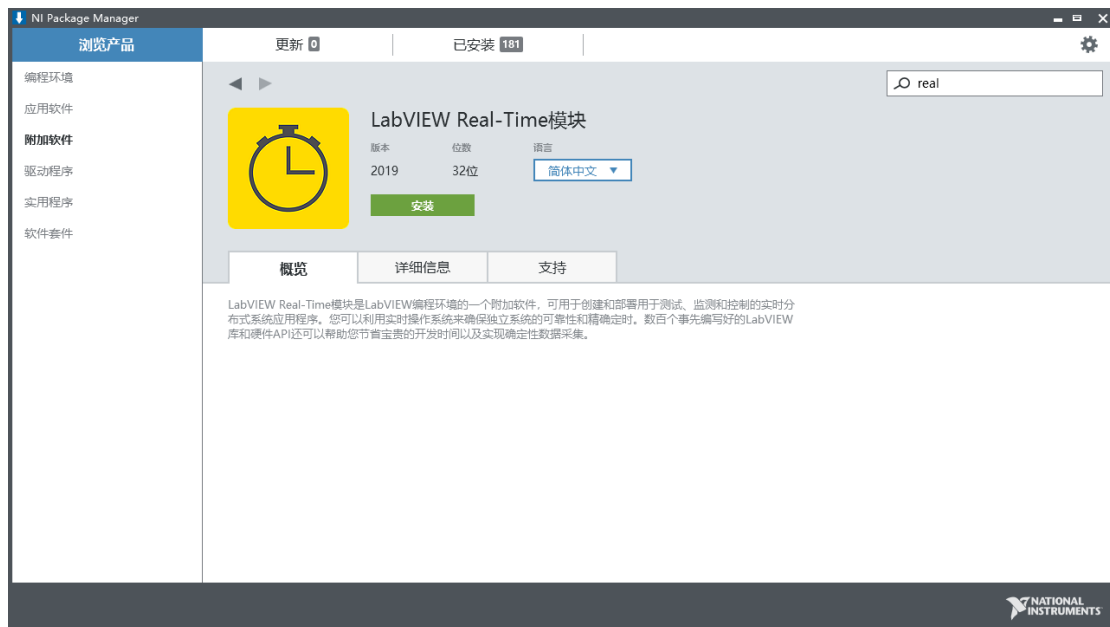 NI Package Manager
浏览产品
更新 0
已安装 181
编程环境
应用软件
附加软件
驱动程序
实用程序
软件套件
real
LabVIEW Real-Time模块
版本 位数 语言
2019 32位 简体中文
安装
概览 详细信息 支持
LabVIEW Real-Time模块是LabVIEW编程环境的一个附加软件，可用于创建和部署用于测试、监测和控制的实时分
布式系统应用程序。您可以利用实时操作系统来确保独立系统的可靠性和精确定时。数百个事先编写好的LabVIEW
库和硬件API还可以帮助您节省宝贵的开发时间以及实现确定性数据采集。
NATIONAL
INSTRUMENTS